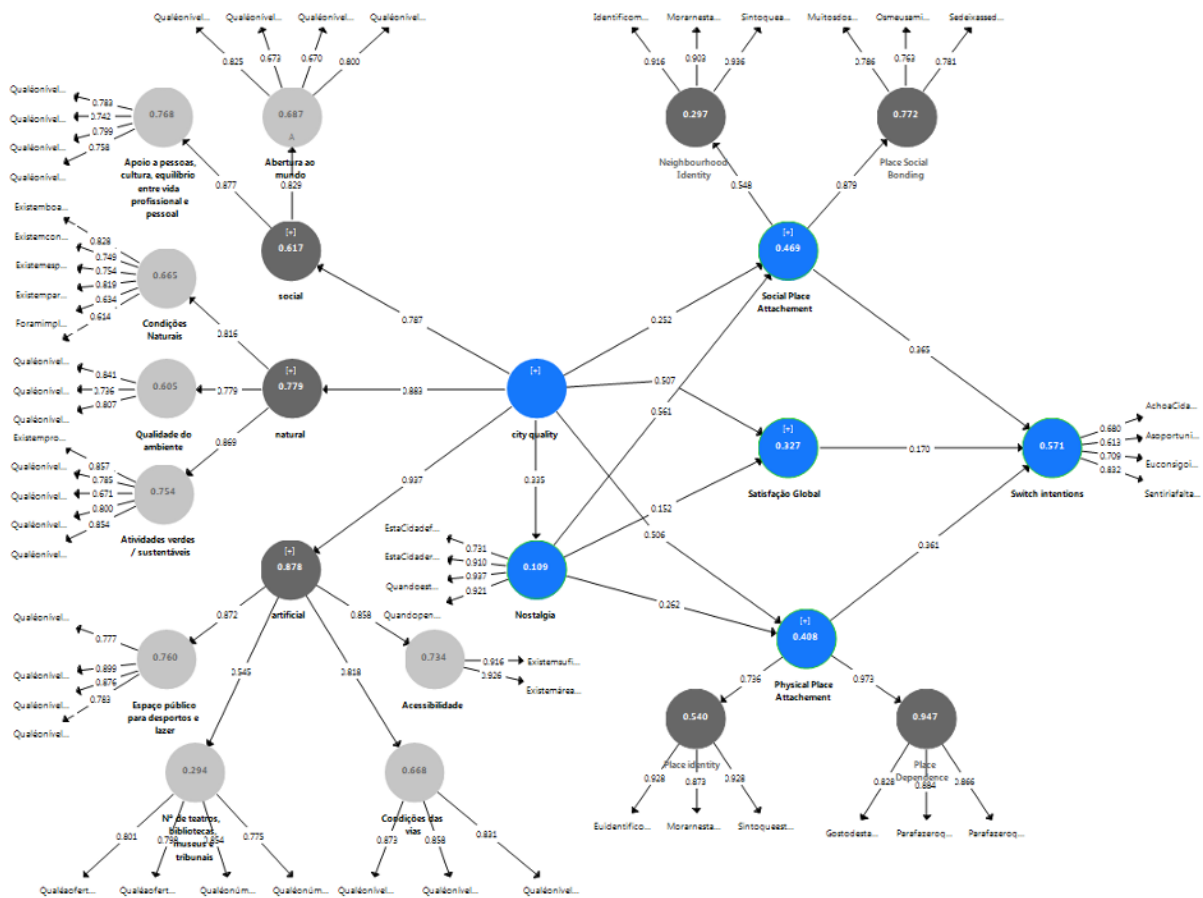 Qualéonível...
Qualéonível...
Qualéonível...
Qualéonível...
0.825
0.673
0.670
0.800
0.687
A
Abertura ao
mundo
0.829
Qualéonível...
Qualéonível...
Qualéonível...
Qualéonível...
0.783
0.742
0.799
0.758
0.768
Apoio a pessoas,
cultura, equilíbrio
entre vida
profissional e
pessoal
0.877
[+]
0.617
social
0.787
Existemboa...
Existemcon...
Existemesp...
Existempar...
Foramimpl...
0.828
0.749
0.754
0.819
0.634
0.614
0.665
Condições
Naturais
0.816
Qualéonível...
Qualéonível...
Qualéonível...
0.841
0.736
0.807
0.605
Qualidade do
ambiente
0.779
[+]
0.779
natural
0.883
Existempro...
Qualéonível...
Qualéonível...
Qualéonível...
Qualéonível...
0.857
0.785
0.671
0.800
0.854
0.754
Atividades verdes
/ sustentáveis
0.869
0.937
[+]
0.878
artificial
Qualéonível...
Qualéonível...
Qualéonível...
Qualéonível...
0.777
0.899
0.876
0.783
0.760
Espaço público
para desportos e
lazer
0.872
0.545
0.818
0.858
0.734
Acessibilidade
0.916
0.926
Existemsufi...
Existemárea...
0.294
Nº de teatros,
bibliotecas,
museus e
tribunais
0.801
0.798
0.854
0.775
Qualéaofert...
Qualéaofert...
Qualéonúm...
Qualéonúm...
0.668
Condições das
vias
0.873
0.858
0.831
Qualéonível...
Qualéonível...
Qualéonível...
[+]
city quality
0.252
0.507
0.561
0.335
0.506
0.152
0.262
EstaCidadef...
EstaCidader...
Quandoest...
Quandopen...
0.731
0.910
0.937
0.921
0.109
Nostalgia
Identificom...
Morarnesta...
Sintoquea...
0.916
0.903
0.936
0.297
Neighbourhood
Identity
0.548
Muitosdos...
Osmeusami...
Sedeixassed...
0.786
0.763
0.781
0.772
Place Social
Bonding
0.879
[+]
0.469
Social Place
Attachement
0.365
[+]
0.327
Satisfação Global
0.170
0.571
Switch intentions
0.680
0.613
0.709
0.832
AchoaCida...
Asoportuni...
Euconsigoi...
Sentiriafalta...
0.361
[+]
0.408
Physical Place
Attachement
0.736
0.973
0.540
Place identity
0.928
0.873
0.928
Euidentifico...
Morarnesta...
Sintoqueest...
0.947
Place
Dependence
0.828
0.884
0.866
Gostodesta...
Parafazeroq...
Parafazeroq...